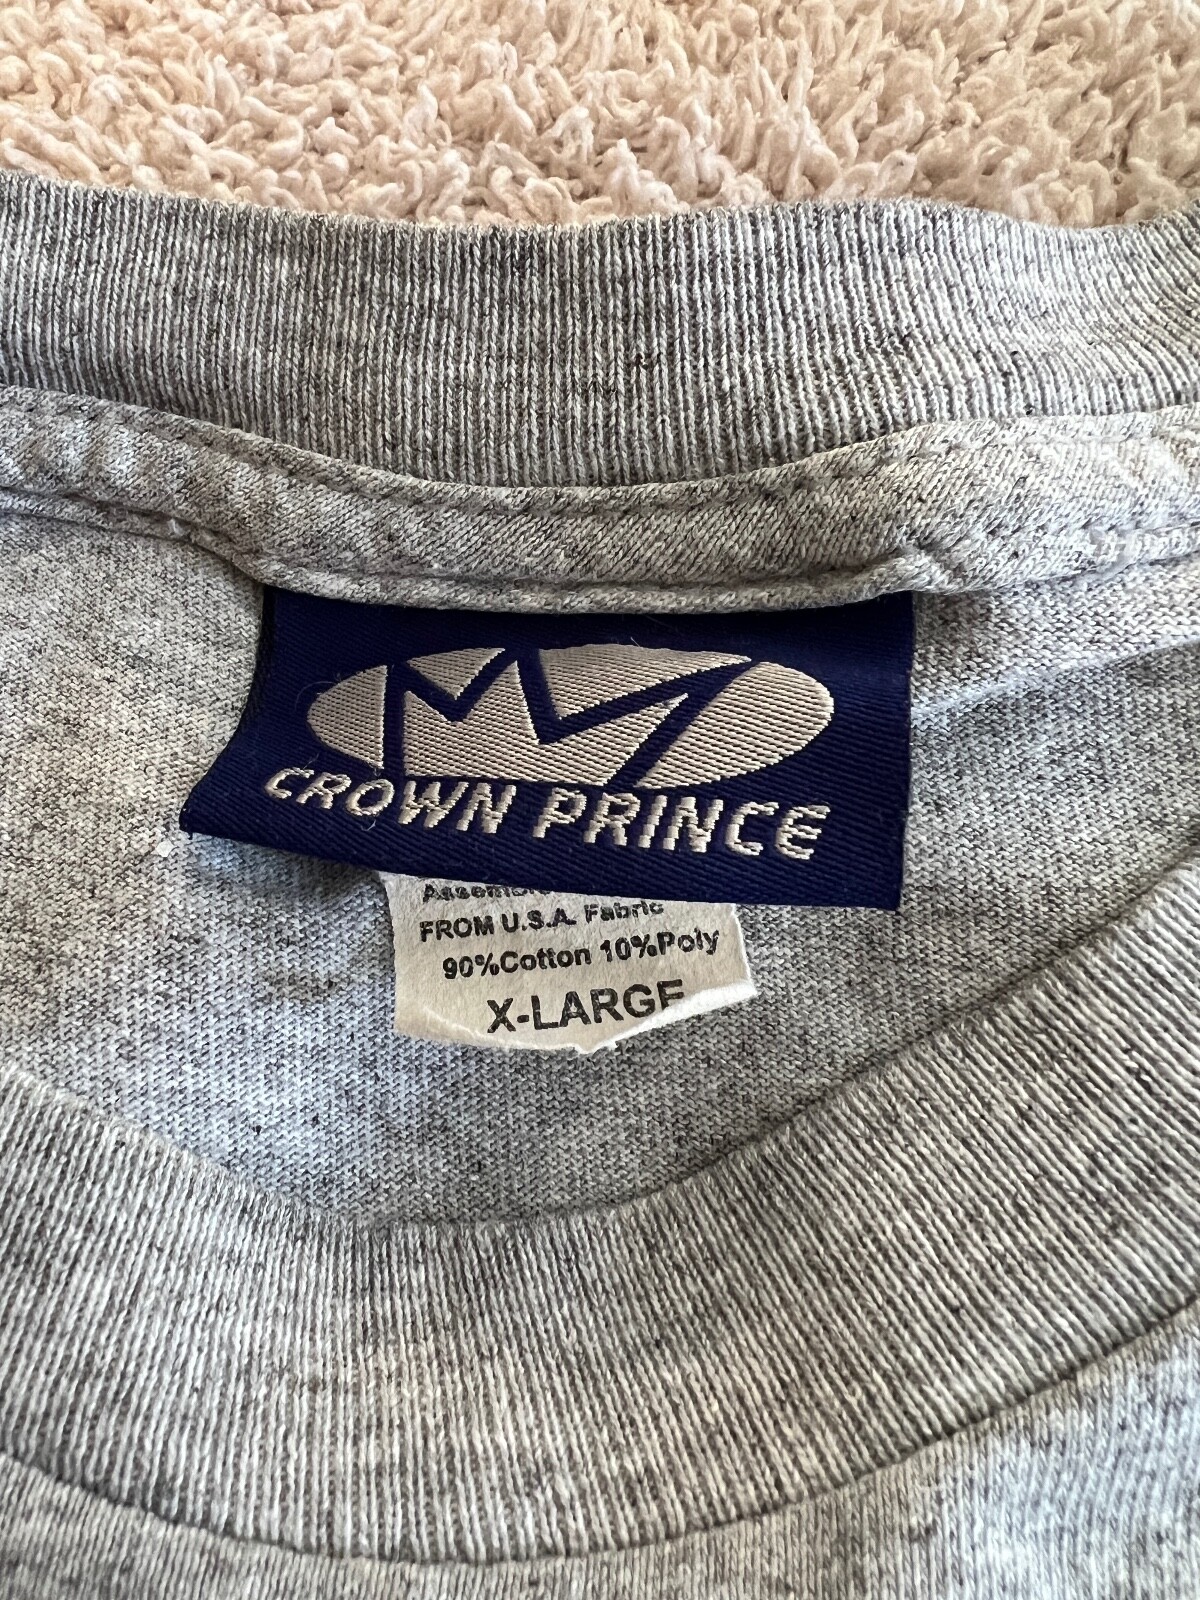 CROWN PRINCE
FROM U.S.A. Fabric
90%Cotton 10%Poly
X-LARGE